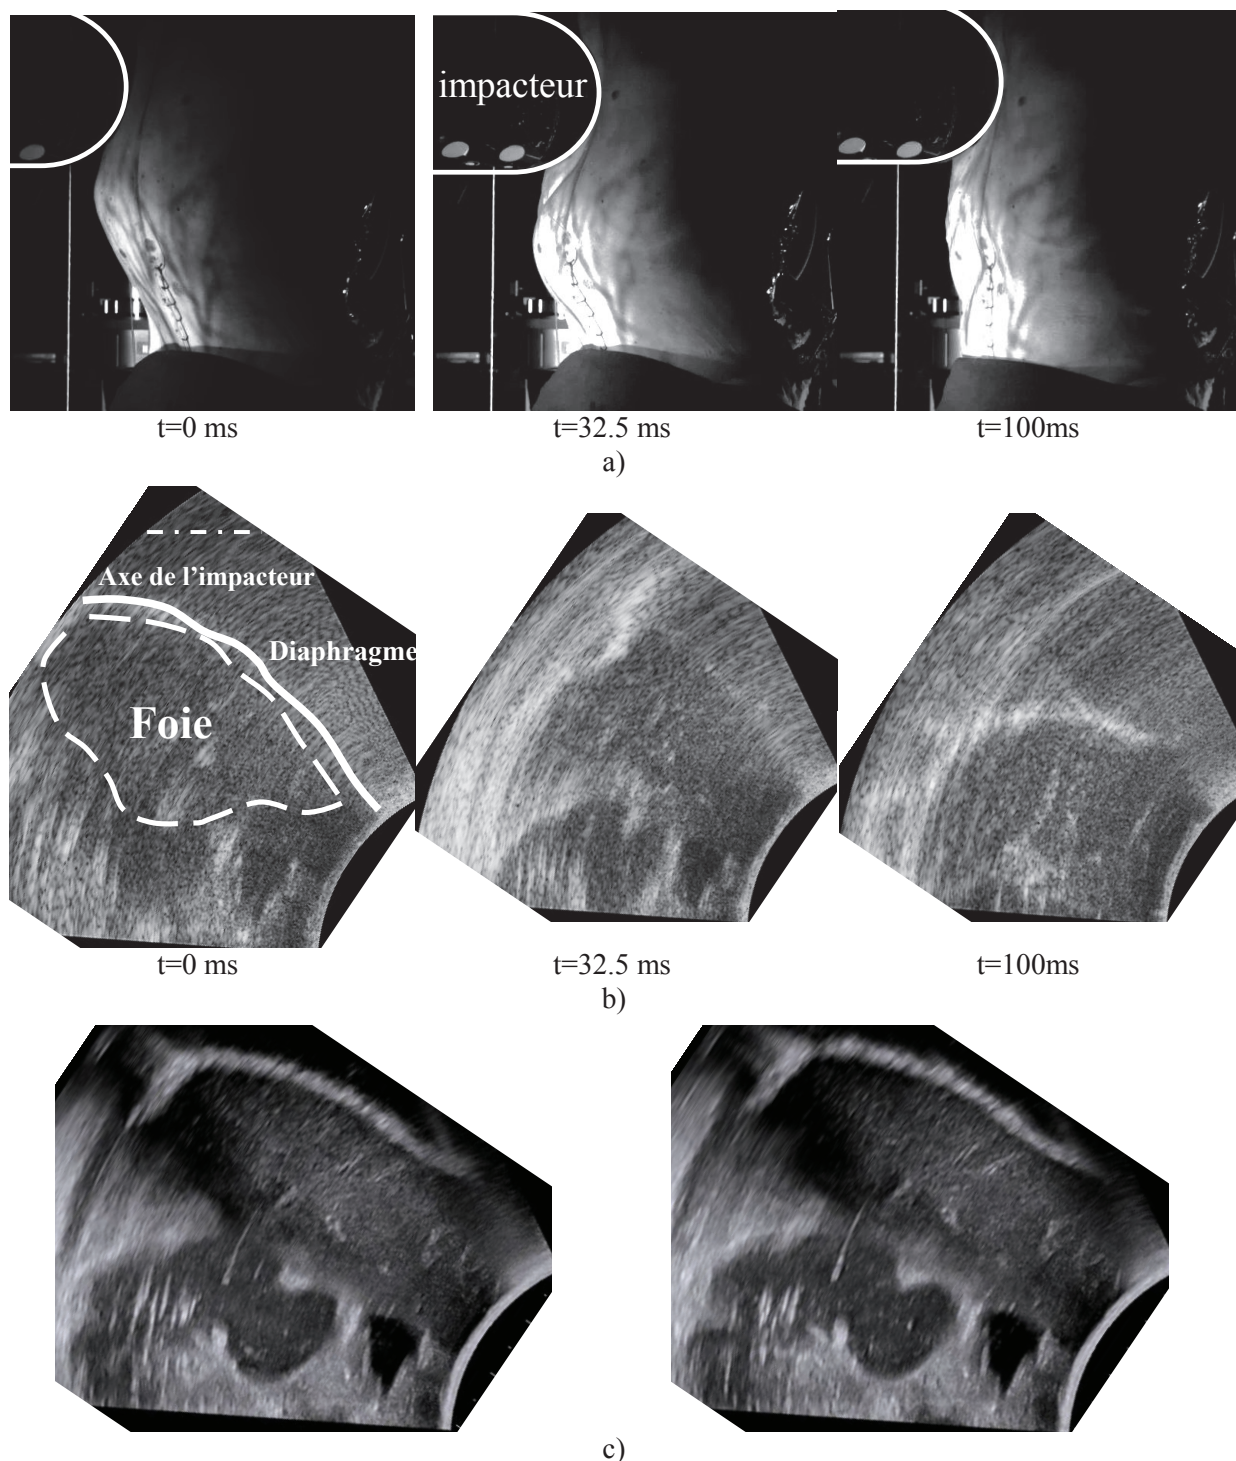 impacteur
t=0 ms
t=32.5 ms
t=100ms
a)
Axe de l'impacteur
Diaphragme
Foie
t=0 ms
t=32.5 ms
t=100ms
b)
c)